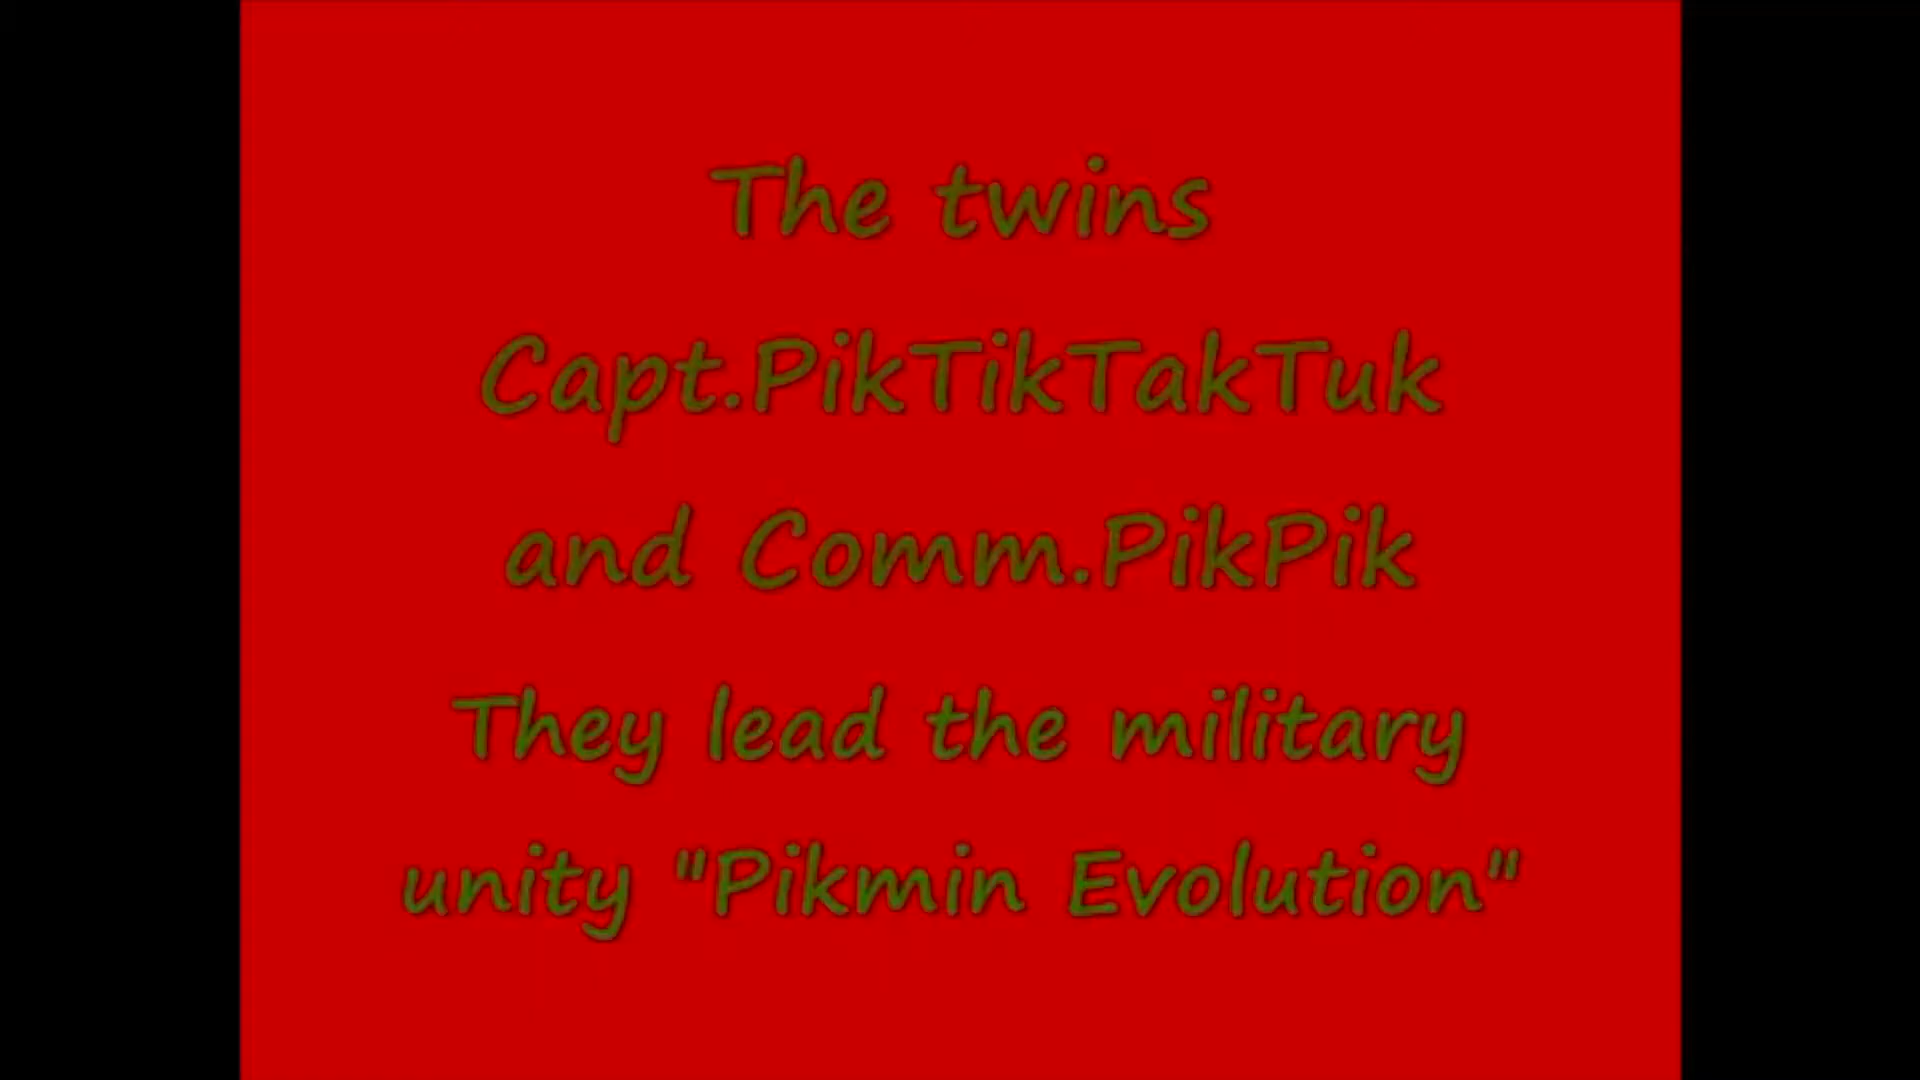 The twins
Capt.PikTikTakTuk
and Comm.PikPik
They lead the military
unity "Pikmin Evolution"